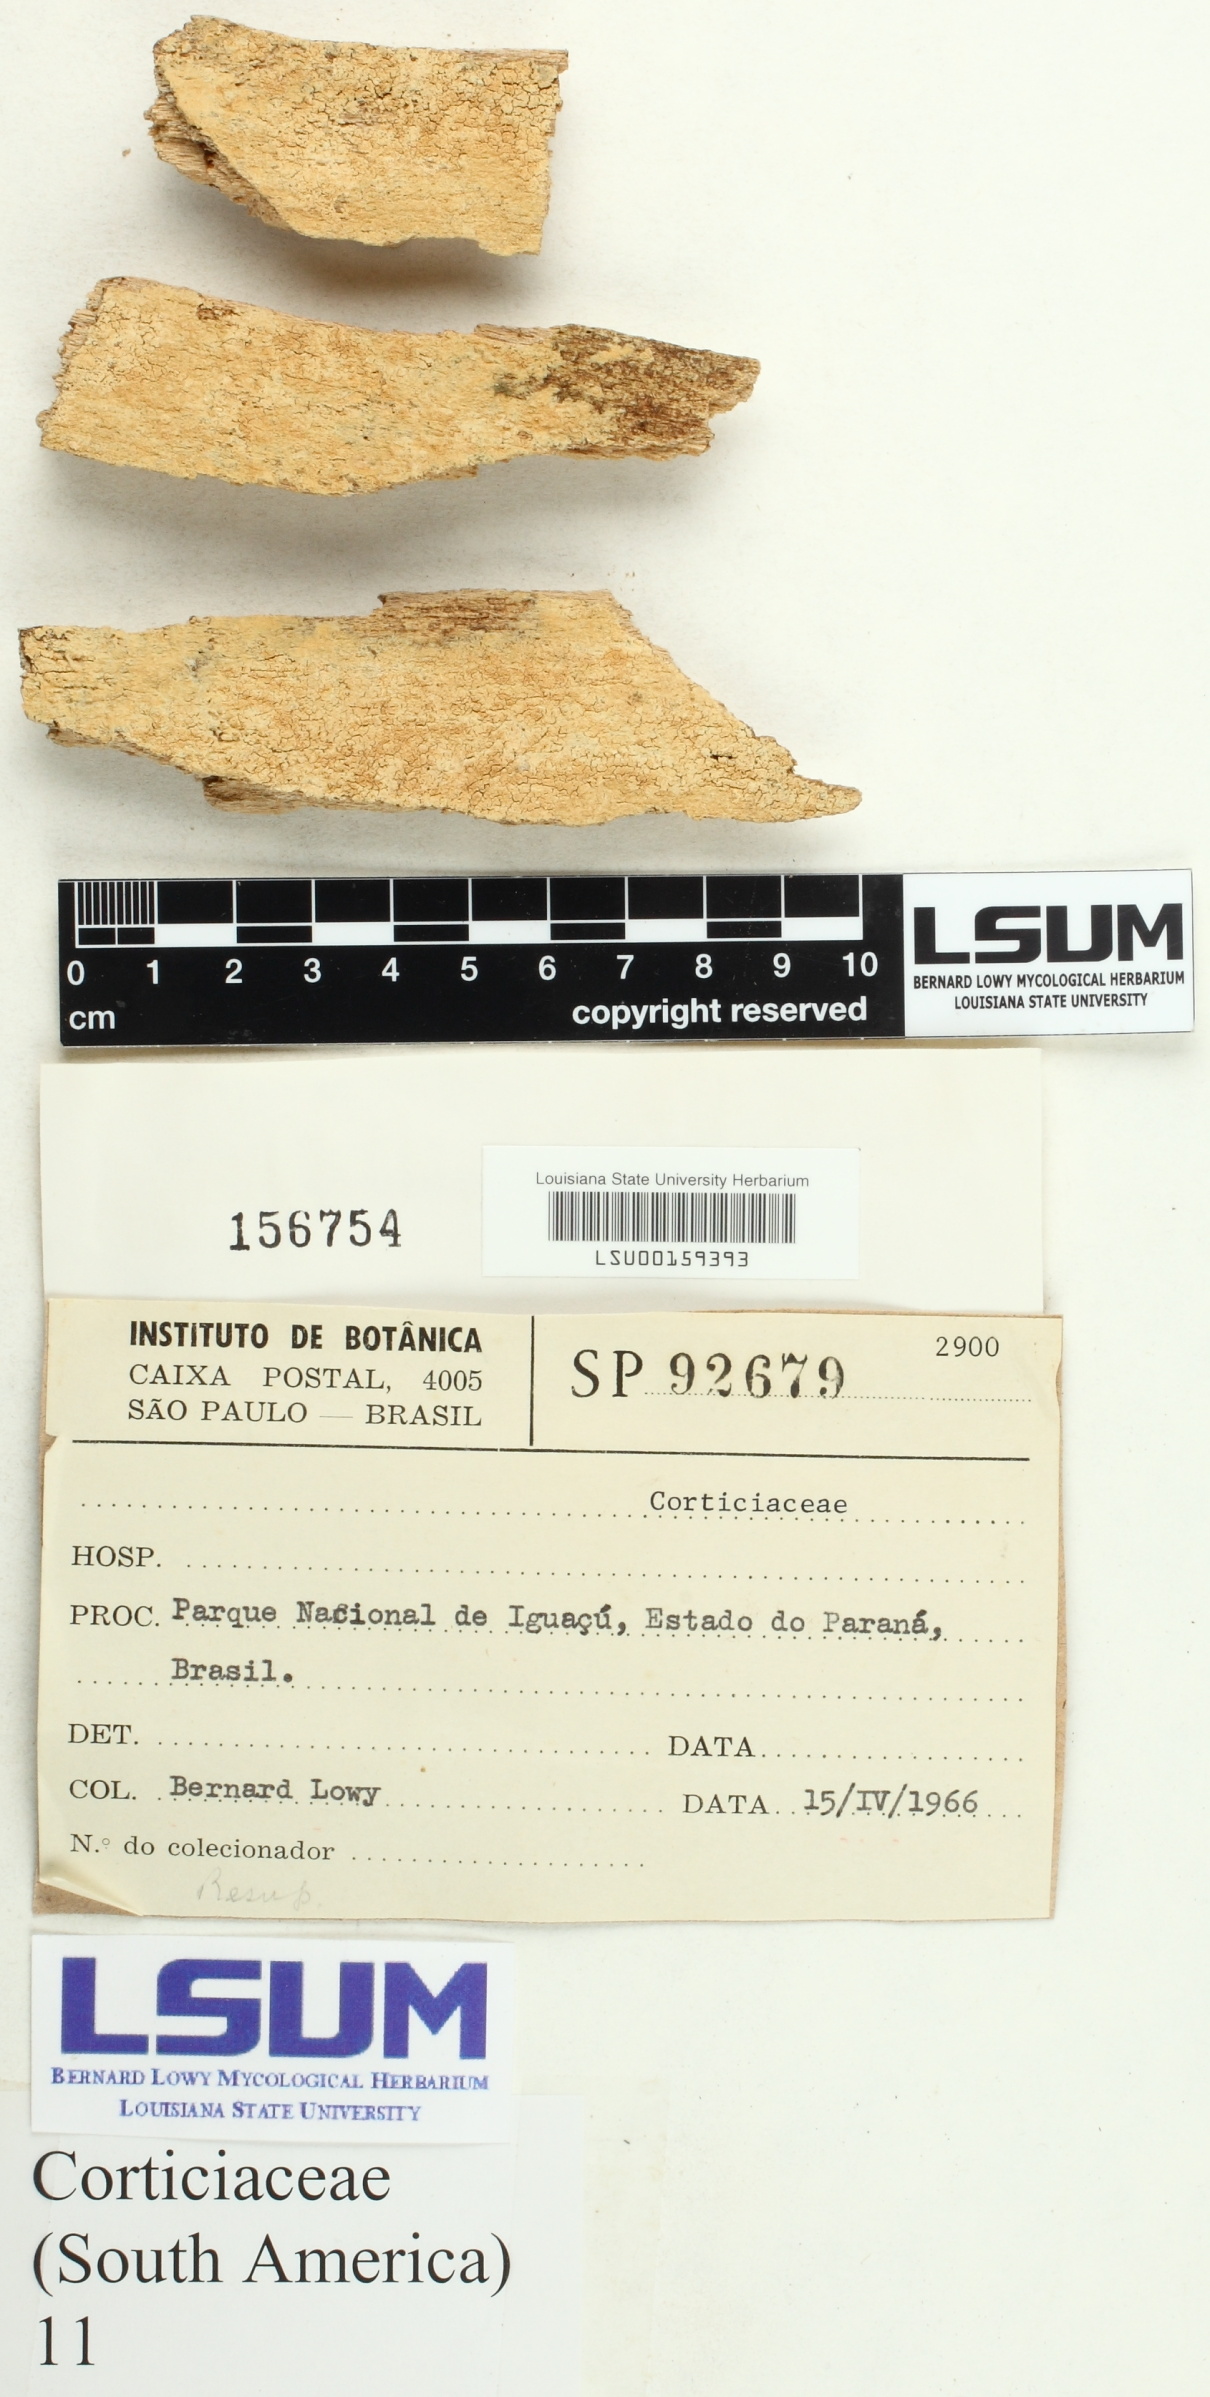 0 1 2 3 4 5 6 7 8 9 10
cm
copyright reserved
LSUM
BERNARD LOWY MYCOLOGICAL HERBARIUM
LOUISIANA STATE UNIVERSITY
156754
Louisiana State University Herbarium
LSU00159393
INSTITUTO DE BOTÂNICA
CAIXA POSTAL, 4005
SÃO PAULO — BRASIL
SP 92679
2900
Corticiaceae
HOSP.
PROC. Parque Nacional de Iguaçú, Estado do Paraná,
Brasil.
DET. DATA
COL. Bernard Lowy DATA 15/IV/1966
N.º do colecionador
Resup.
LSUM
BERNARD LOWY MYCOLOGICAL HERBARIUM
LOUISIANA STATE UNIVERSITY
Corticiaceae
(South America)
11